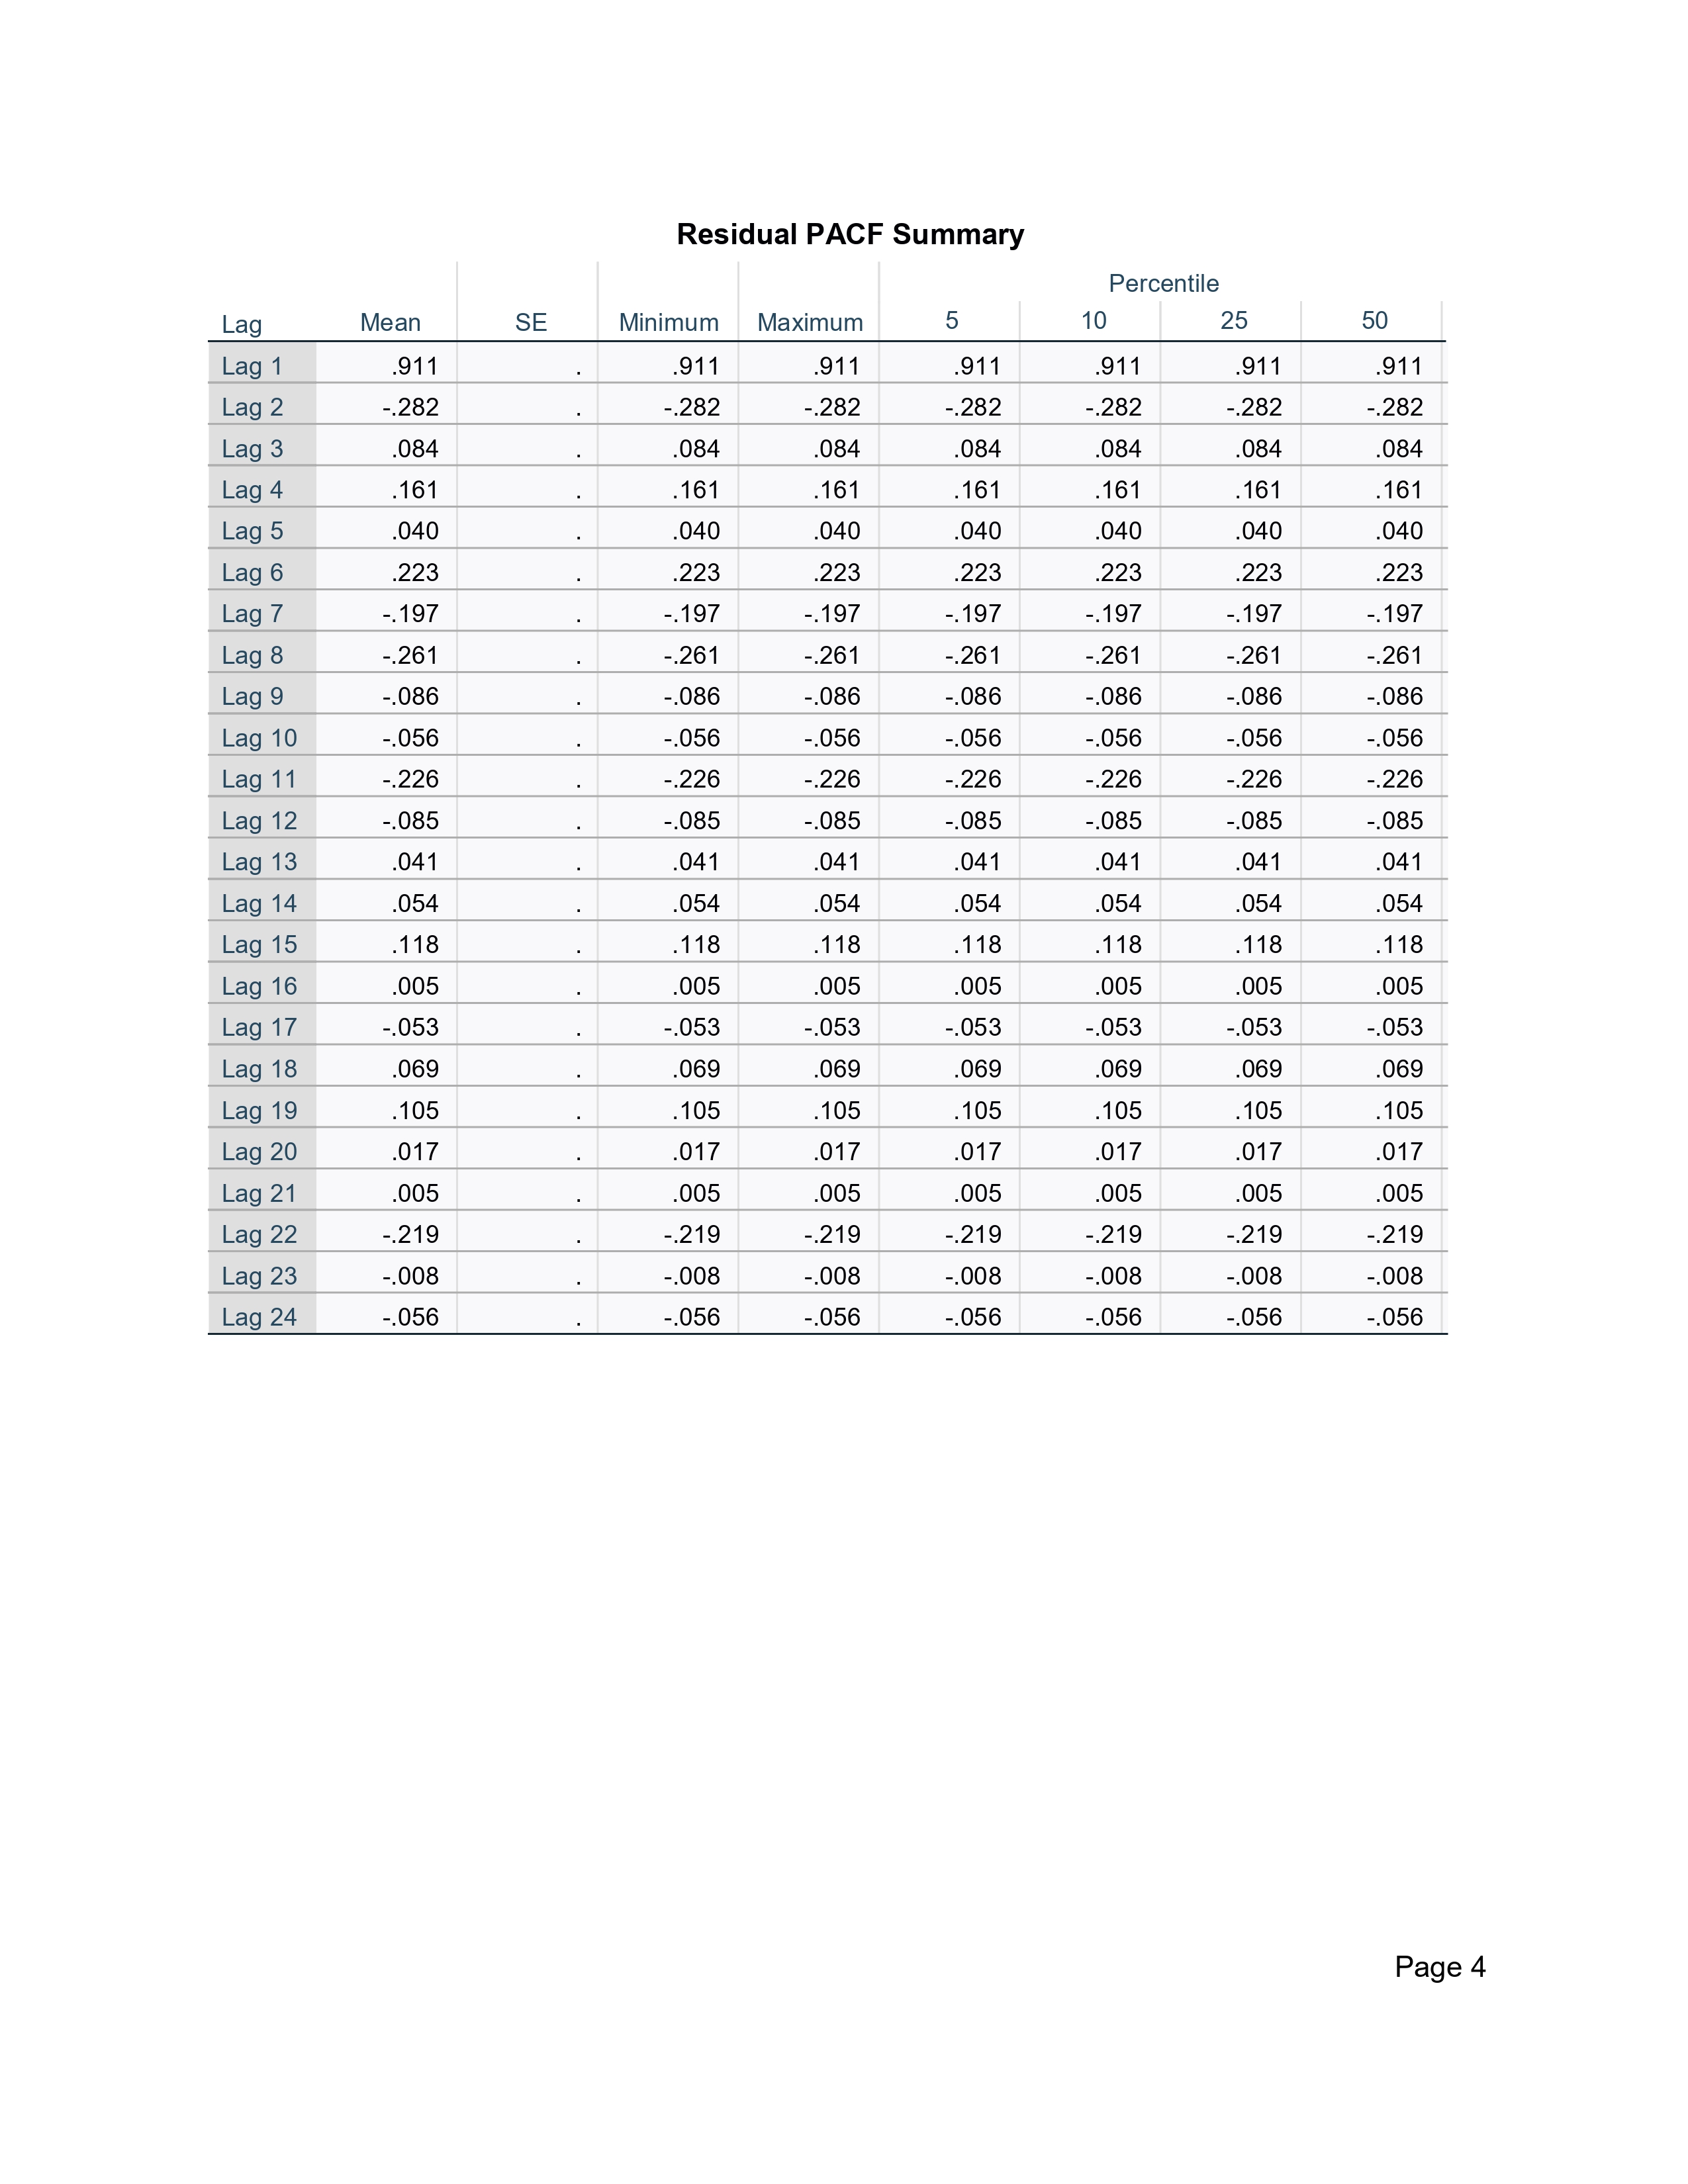 Residual PACF Summary
Percentile
Lag Mean SE Minimum Maximum 5 10 25 50
Lag 1 .911 . .911 .911 .911 .911 .911 .911
Lag 2 -.282 . -.282 -.282 -.282 -.282 -.282 -.282
Lag 3 .084 . .084 .084 .084 .084 .084 .084
Lag 4 .161 . .161 .161 .161 .161 .161 .161
Lag 5 .040 . .040 .040 .040 .040 .040 .040
Lag 6 .223 . .223 .223 .223 .223 .223 .223
Lag 7 -.197 . -.197 -.197 -.197 -.197 -.197 -.197
Lag 8 -.261 . -.261 -.261 -.261 -.261 -.261 -.261
Lag 9 -.086 . -.086 -.086 -.086 -.086 -.086 -.086
Lag 10 -.056 . -.056 -.056 -.056 -.056 -.056 -.056
Lag 11 -.226 . -.226 -.226 -.226 -.226 -.226 -.226
Lag 12 -.085 . -.085 -.085 -.085 -.085 -.085 -.085
Lag 13 .041 . .041 .041 .041 .041 .041 .041
Lag 14 .054 . .054 .054 .054 .054 .054 .054
Lag 15 .118 . .118 .118 .118 .118 .118 .118
Lag 16 .005 . .005 .005 .005 .005 .005 .005
Lag 17 -.053 . -.053 -.053 -.053 -.053 -.053 -.053
Lag 18 .069 . .069 .069 .069 .069 .069 .069
Lag 19 .105 . .105 .105 .105 .105 .105 .105
Lag 20 .017 . .017 .017 .017 .017 .017 .017
Lag 21 .005 . .005 .005 .005 .005 .005 .005
Lag 22 -.219 . -.219 -.219 -.219 -.219 -.219 -.219
Lag 23 -.008 . -.008 -.008 -.008 -.008 -.008 -.008
Lag 24 -.056 . -.056 -.056 -.056 -.056 -.056 -.056
Page 4